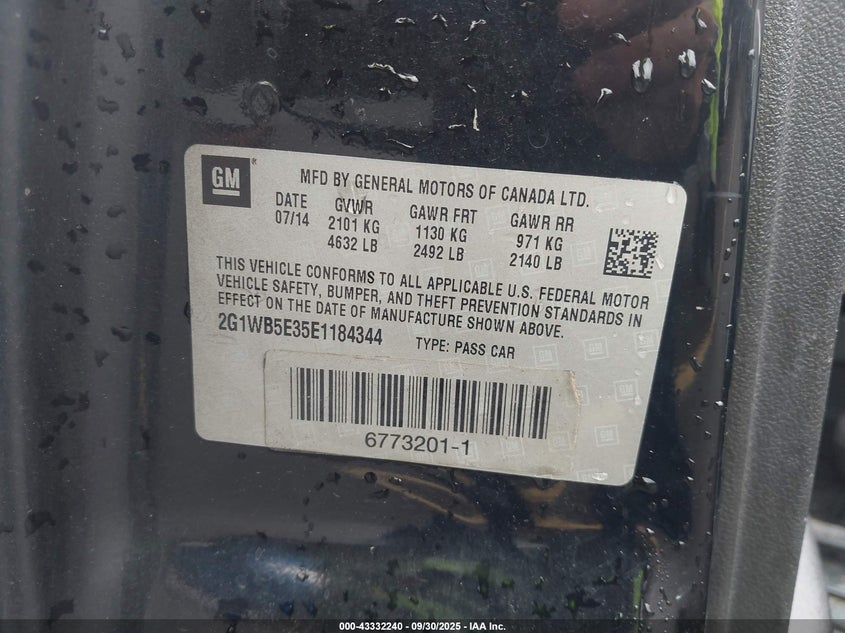 GM
MFD BY GENERAL MOTORS OF CANADA LTD.
DATE GVWR GAWR FRT GAWR RR
07/14 2101 KG 1130 KG 971 KG
4632 LB 2492 LB 2140 LB
THIS VEHICLE CONFORMS TO ALL APPLICABLE U.S. FEDERAL MOTOR
VEHICLE SAFETY, BUMPER, AND THEFT PREVENTION STANDARDS IN
EFFECT ON THE DATE OF MANUFACTURE SHOWN ABOVE.
2G1WB5E35E1184344 TYPE: PASS CAR
6773201-1
000-43332240 - 09/30/2025 - IAA Inc.